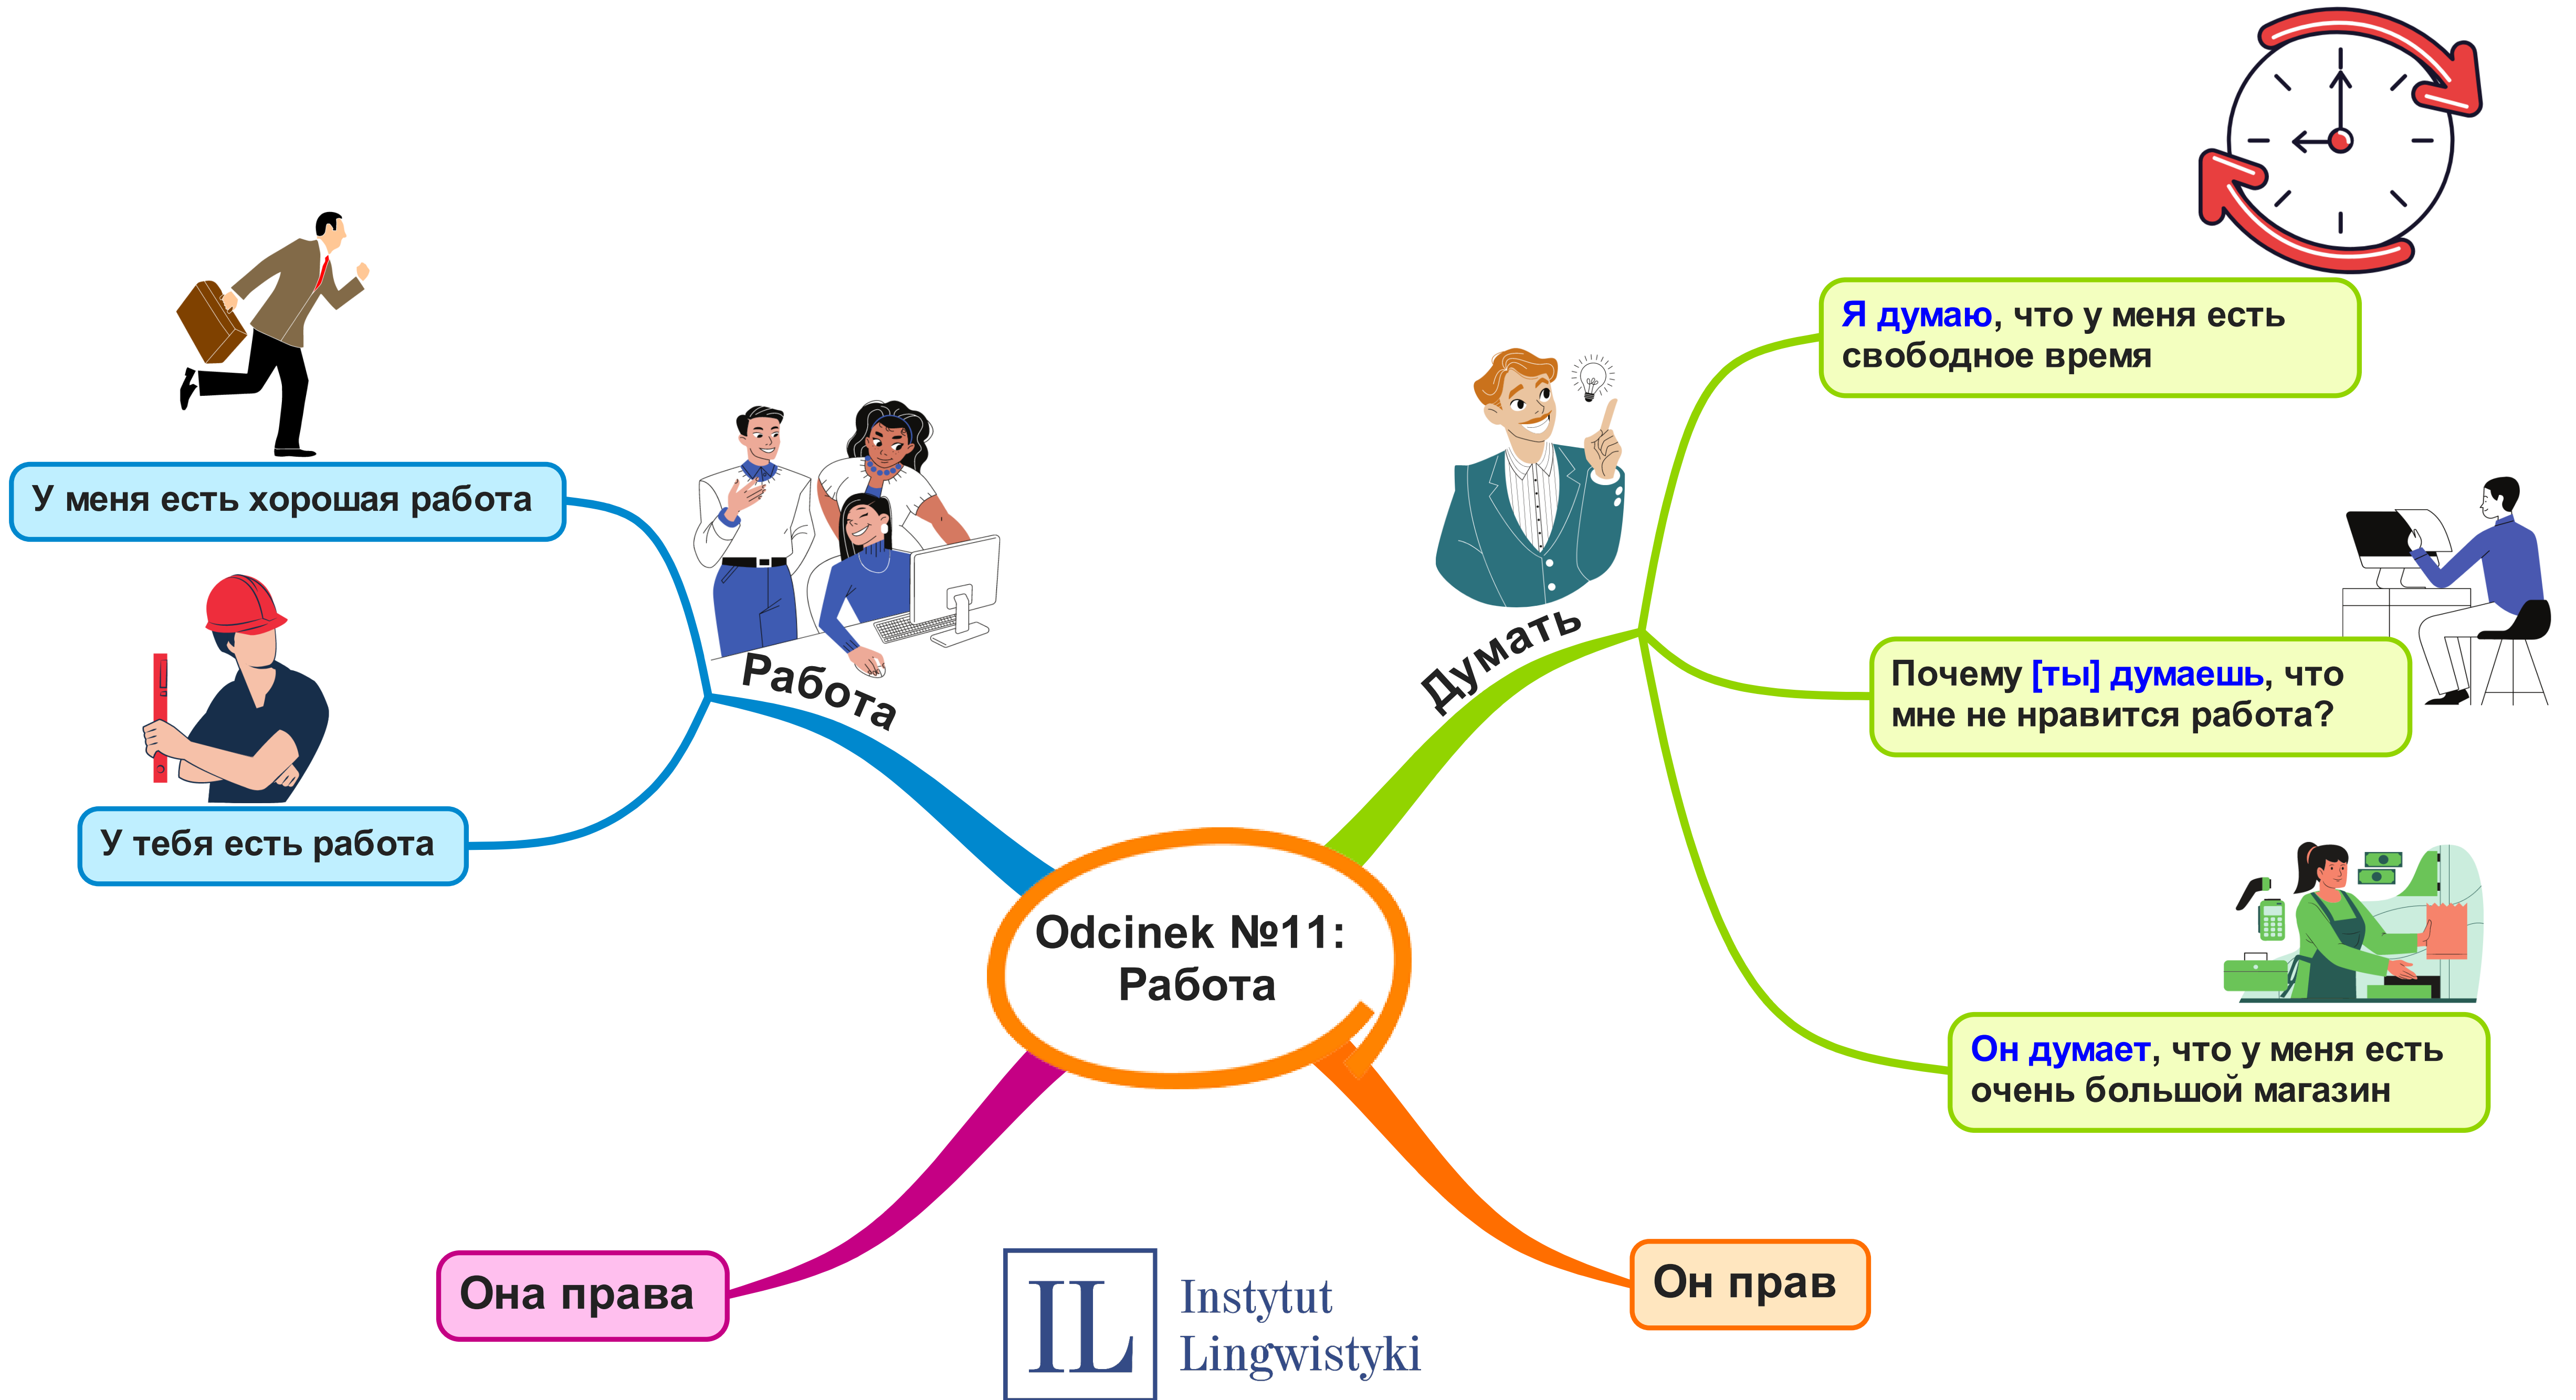 Odcinek №11:
Работа
Работа
У меня есть хорошая работа
У тебя есть работа
Думать
Я думаю, что у меня есть
свободное время
Почему [ты] думаешь, что
мне не нравится работа?
Он думает, что у меня есть
очень большой магазин
Она права
Он прав
IL
Instytut
Lingwistyki